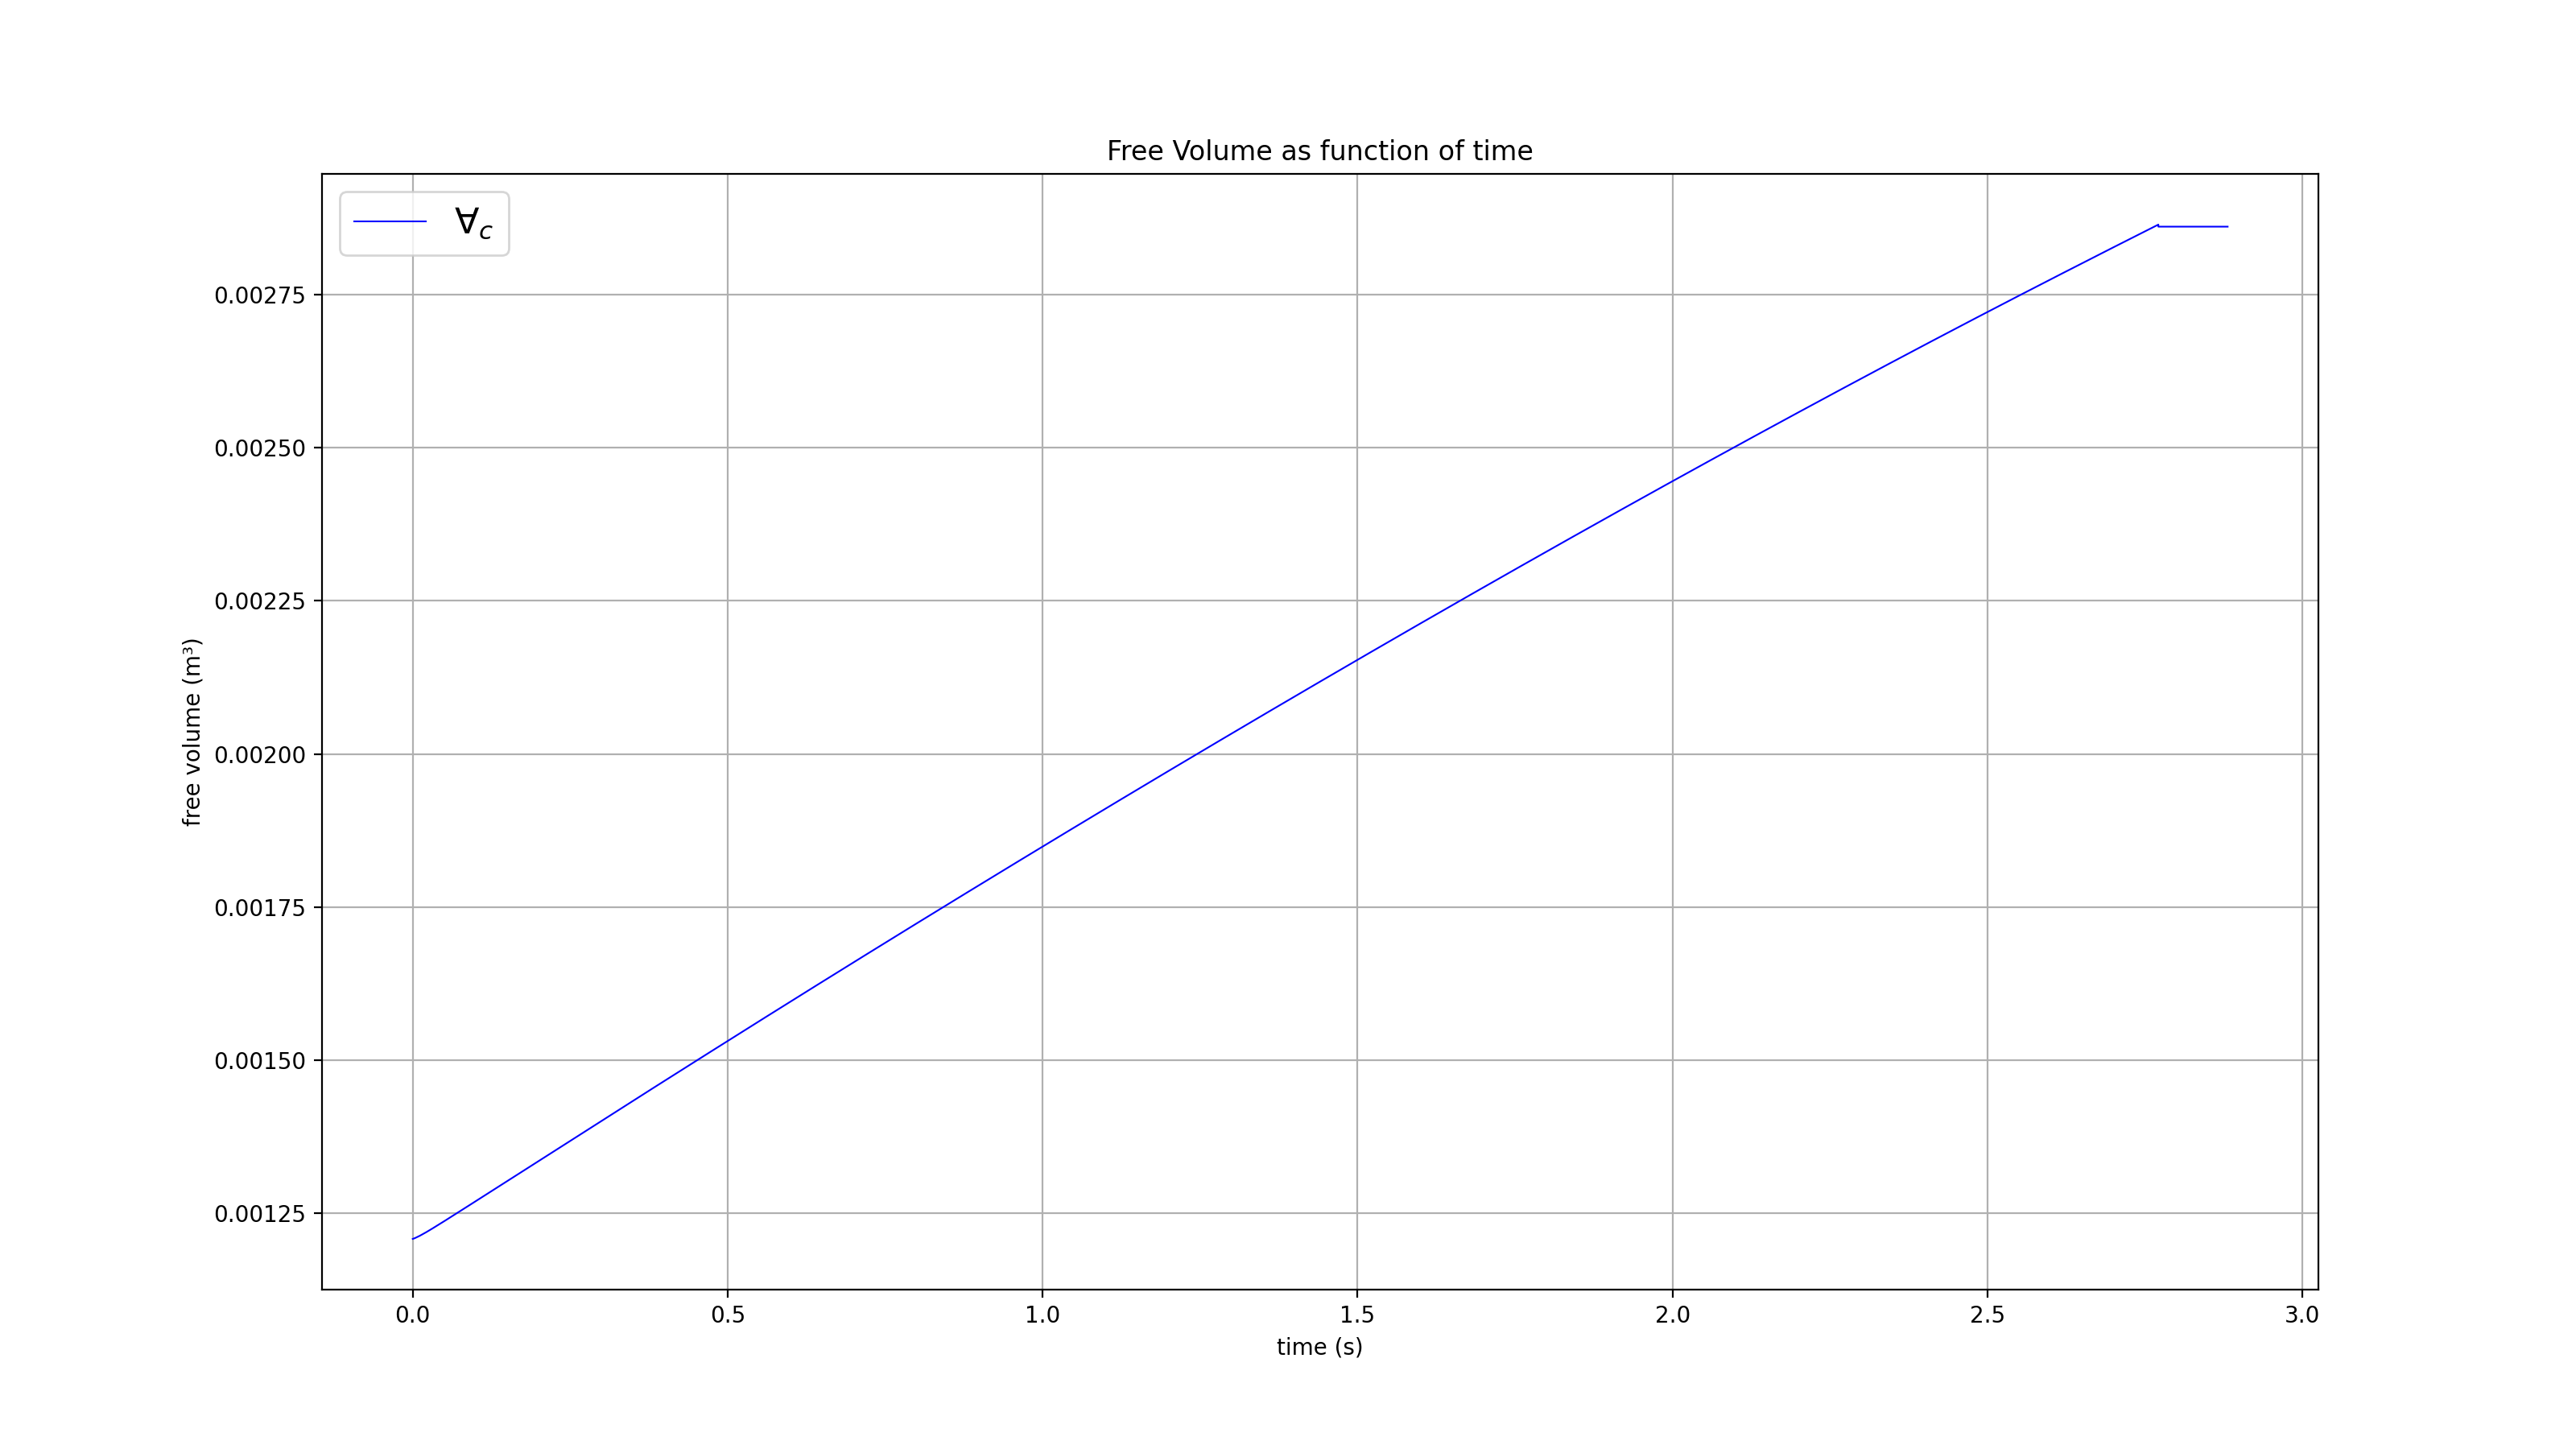 Free Volume as function of time
∀c
0.00275
0.00250
0.00225
0.00200
0.00175
0.00150
0.00125
free volume (m³)
0.0 0.5 1.0 1.5 2.0 2.5 3.0
time (s)